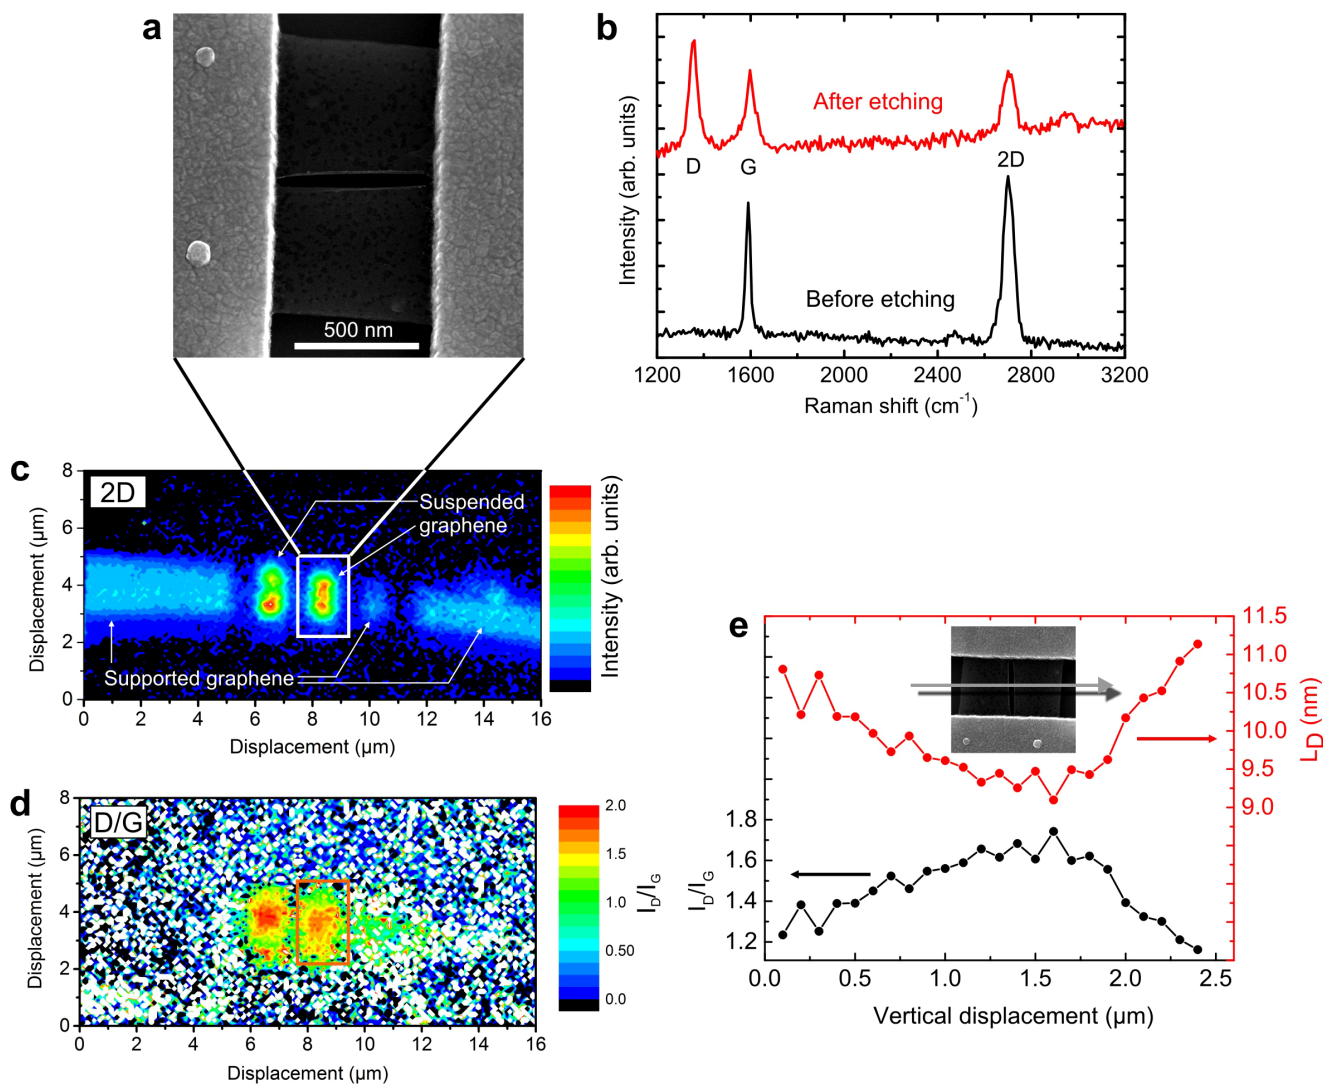 a
500 nm
b
Intensity (arb. units)
After etching
D
G
2D
Before etching
1200
1600
2000
2400
2800
3200
Raman shift (cm⁻¹)
c
2D
Suspended
graphene
Supported graphene
Displacement (µm)
8
6
4
2
0
0
2
4
6
8
10
12
14
16
Displacement (µm)
Intensity (arb. units)
d
D/G
Displacement (µm)
8
6
4
2
0
0
2
4
6
8
10
12
14
16
Displacement (µm)
2.0
1.5
1.0
0.50
0.0
I_D/I_G
e
11.5
11.0
10.5
10.0
9.5
9.0
L_D (nm)
1.8
1.6
1.4
1.2
I_D/I_G
0.0
0.5
1.0
1.5
2.0
2.5
Vertical displacement (µm)